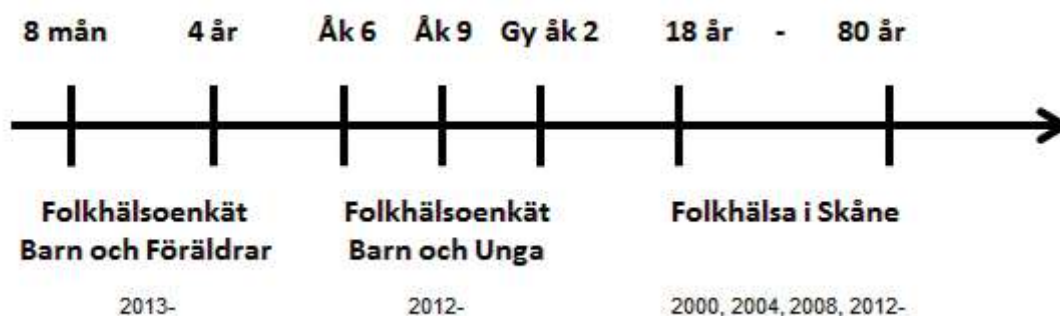 8 mån 4 år Åk 6 Åk 9 Gy åk 2 18 år - 80 år
Folkhälsoenkät Folkhälsoenkät Folkhälsa i Skåne
Barn och Föräldrar Barn och Unga
2013- 2012- 2000, 2004, 2008, 2012-